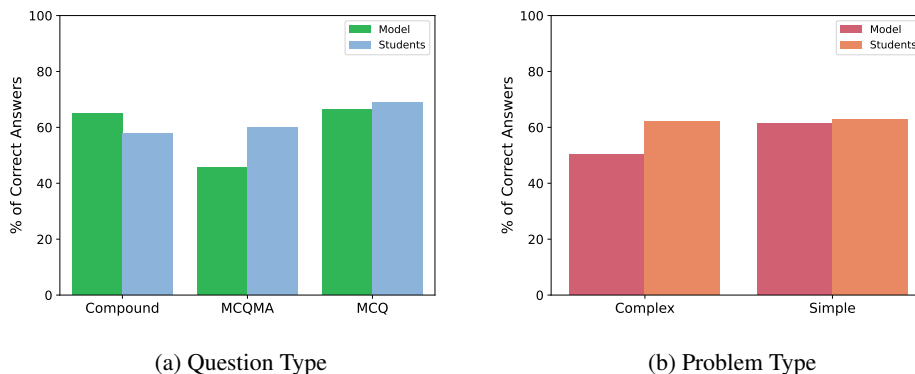 100
80
60
40
20
0
% of Correct Answers
Model
Students
Compound
MCQMA
MCQ
(a) Question Type
100
80
60
40
20
0
% of Correct Answers
Model
Students
Complex
Simple
(b) Problem Type